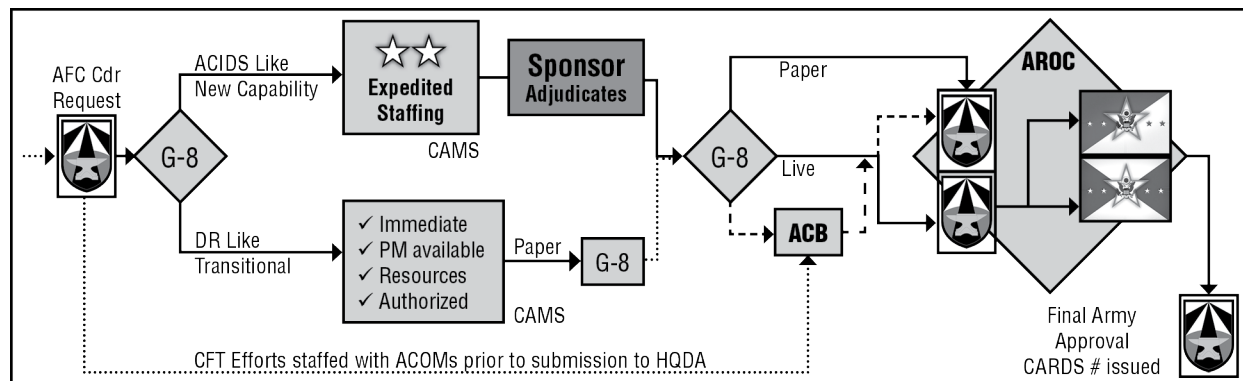 AFC Cdr
Request
G-8
ACIDS Like
New Capability
Expedited
Staffing
CAMS
Sponsor
Adjudicates
DR Like
Transitional
✓ Immediate
✓ PM available
✓ Resources
✓ Authorized
CAMS
Paper
G-8
G-8
Paper
Live
ACB
AROC
CFT Efforts staffed with ACOMs prior to submission to HQDA
Final Army
Approval
CARDS # issued